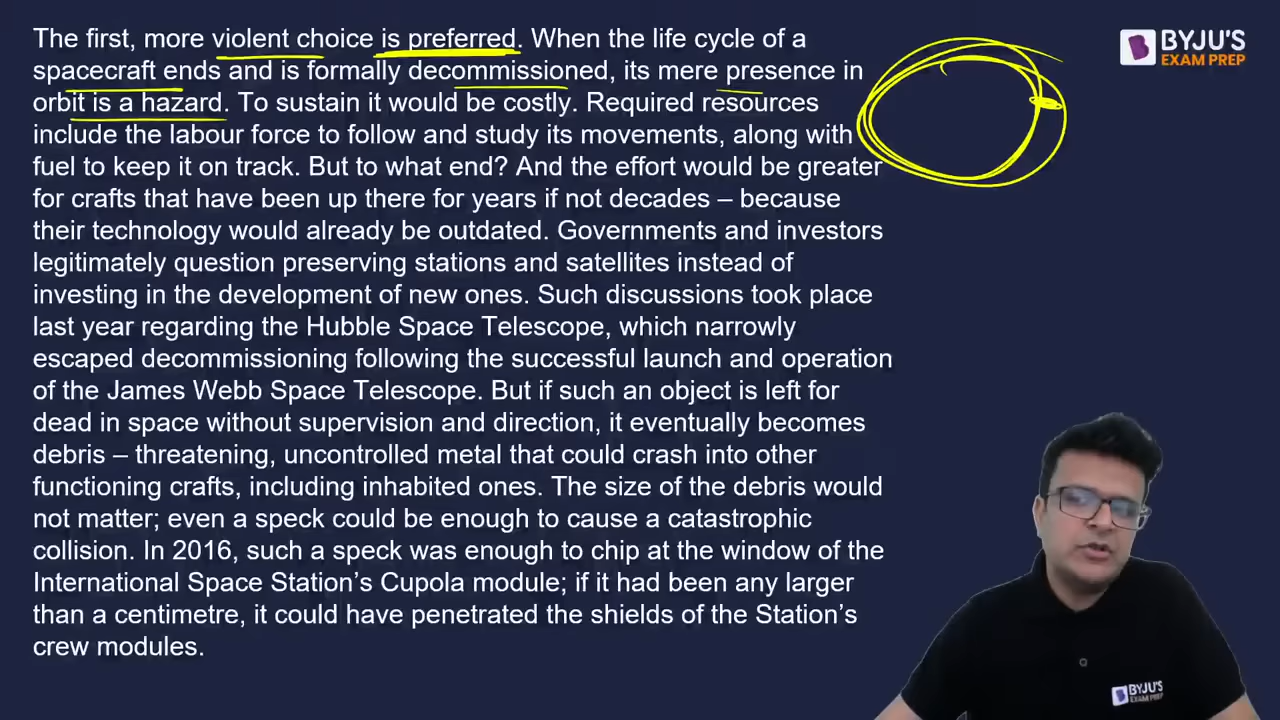 The first, more violent choice is preferred. When the life cycle of a
spacecraft ends and is formally decommissioned, its mere presence in
orbit is a hazard. To sustain it would be costly. Required resources
include the labour force to follow and study its movements, along with
fuel to keep it on track. But to what end? And the effort would be greater
for crafts that have been up there for years if not decades – because
their technology would already be outdated. Governments and investors
legitimately question preserving stations and satellites instead of
investing in the development of new ones. Such discussions took place
last year regarding the Hubble Space Telescope, which narrowly
escaped decommissioning following the successful launch and operation
of the James Webb Space Telescope. But if such an object is left for
dead in space without supervision and direction, it eventually becomes
debris – threatening, uncontrolled metal that could crash into other
functioning crafts, including inhabited ones. The size of the debris would
not matter; even a speck could be enough to cause a catastrophic
collision. In 2016, such a speck was enough to chip at the window of the
International Space Station’s Cupola module; if it had been any larger
than a centimetre, it could have penetrated the shields of the Station’s
crew modules.
BYJU'S
EXAM PREP
BYJU'S
EXAM PREP